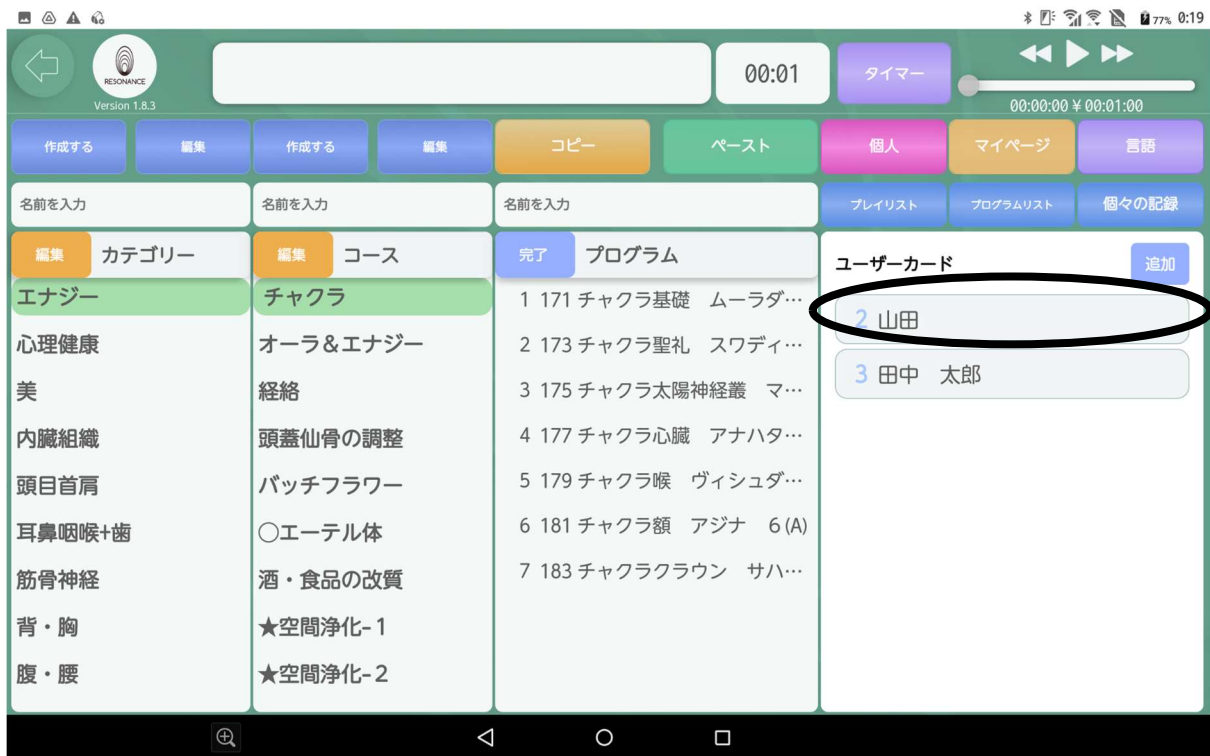 77% 0:19
RESONANCE
Version 1.8.3
00:01
タイマー
00:00:00 ¥ 00:01:00
作成する 編集 作成する 編集 コピー ペースト 個人 マイページ 言語
名前を入力 名前を入力 名前を入力 プレイリスト プログラムリスト 個々の記録
編集 カテゴリー
エナジー
心理健康
美
内臓組織
頭目首肩
耳鼻咽喉+歯
筋骨神経
背・胸
腹・腰
編集 コース
チャクラ
オーラ&エナジー
経絡
頭蓋仙骨の調整
バッチフラワー
〇エーテル体
酒・食品の改質
★空間浄化-1
★空間浄化-2
完了 プログラム
1 171 チャクラ基礎　ムーラダ…
2 173 チャクラ聖礼　スワディ…
3 175 チャクラ太陽神経叢　マ…
4 177 チャクラ心臓　アナハタ…
5 179 チャクラ喉　ヴィシュダ…
6 181 チャクラ額　アジナ　6(A)
7 183 チャクラクラウン　サハ…
ユーザーカード 追加
2 山田
3 田中　太郎